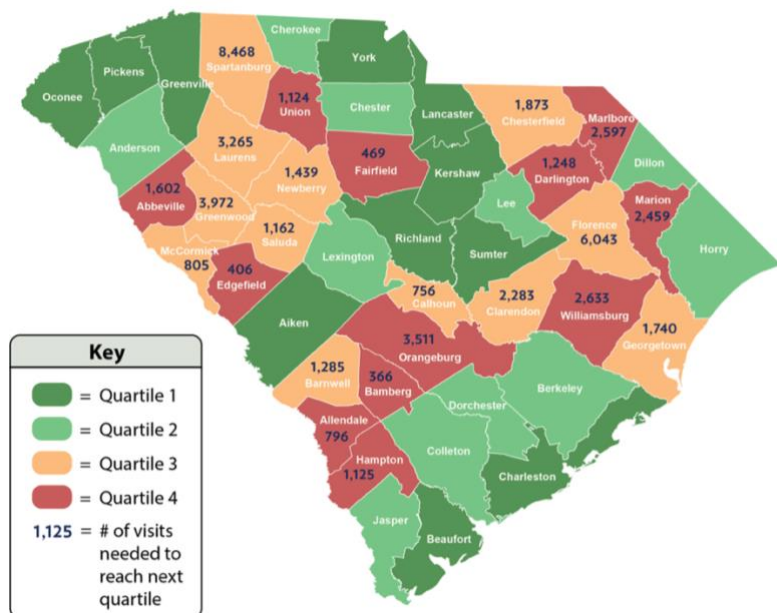 Cherokee
8,468
Spartanburg
York
Pickens
Greenville
Oconee
1,124
Union
Chester
Lancaster
1,873
Chesterfield
Marlboro
2,597
Anderson
3,265
Laurens
469
Fairfield
Kershaw
1,248
Darlington
Dillon
1,439
Newberry
1,602
Abbeville
3,972
Greenwood
Lee
Marion
2,459
Florence
6,043
1,162
Saluda
Richland
Sumter
Horry
McCormick
805
406
Edgefield
Lexington
756
Calhoun
2,283
Clarendon
2,633
Williamsburg
Aiken
1,740
Georgetown
3,511
Orangeburg
1,285
Barnwell
366
Bamberg
Berkeley
Dorchester
Allendale
796
Colleton
Hampton
1,125
Charleston
Jasper
Beaufort
Key
= Quartile 1
= Quartile 2
= Quartile 3
= Quartile 4
1,125 = # of visits
needed to
reach next
quartile